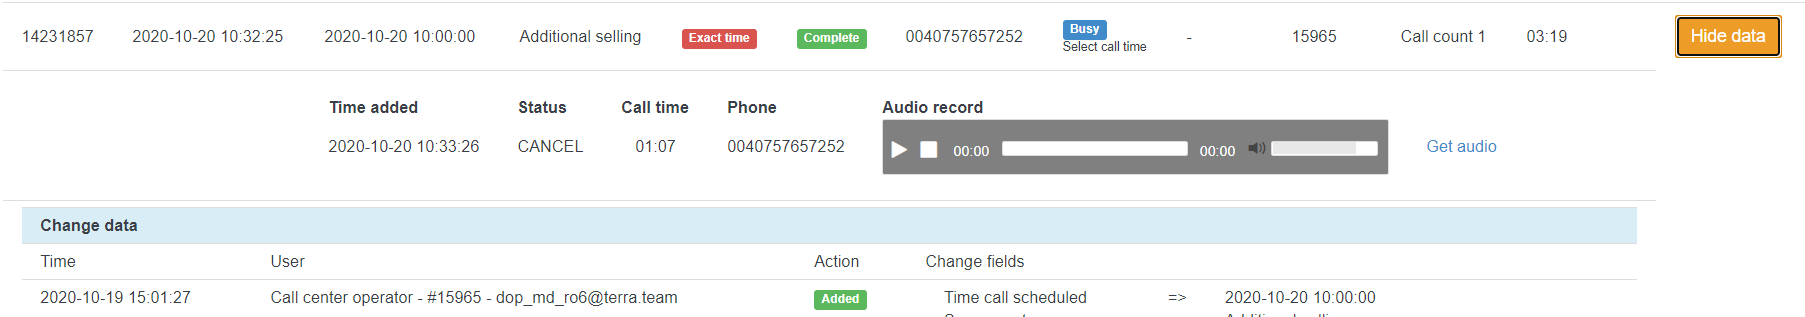 14231857 2020-10-20 10:32:25 2020-10-20 10:00:00 Additional selling Exact time Complete 0040757657252 Busy - 15965 Call count 1 03:19 Hide data
Select call time
Time added Status Call time Phone Audio record
2020-10-20 10:33:26 CANCEL 01:07 0040757657252 00:00 00:00 Get audio
Change data
Time User Action Change fields
2020-10-19 15:01:27 Call center operator - #15965 - dop_md_ro6@terra.team Added Time call scheduled => 2020-10-20 10:00:00